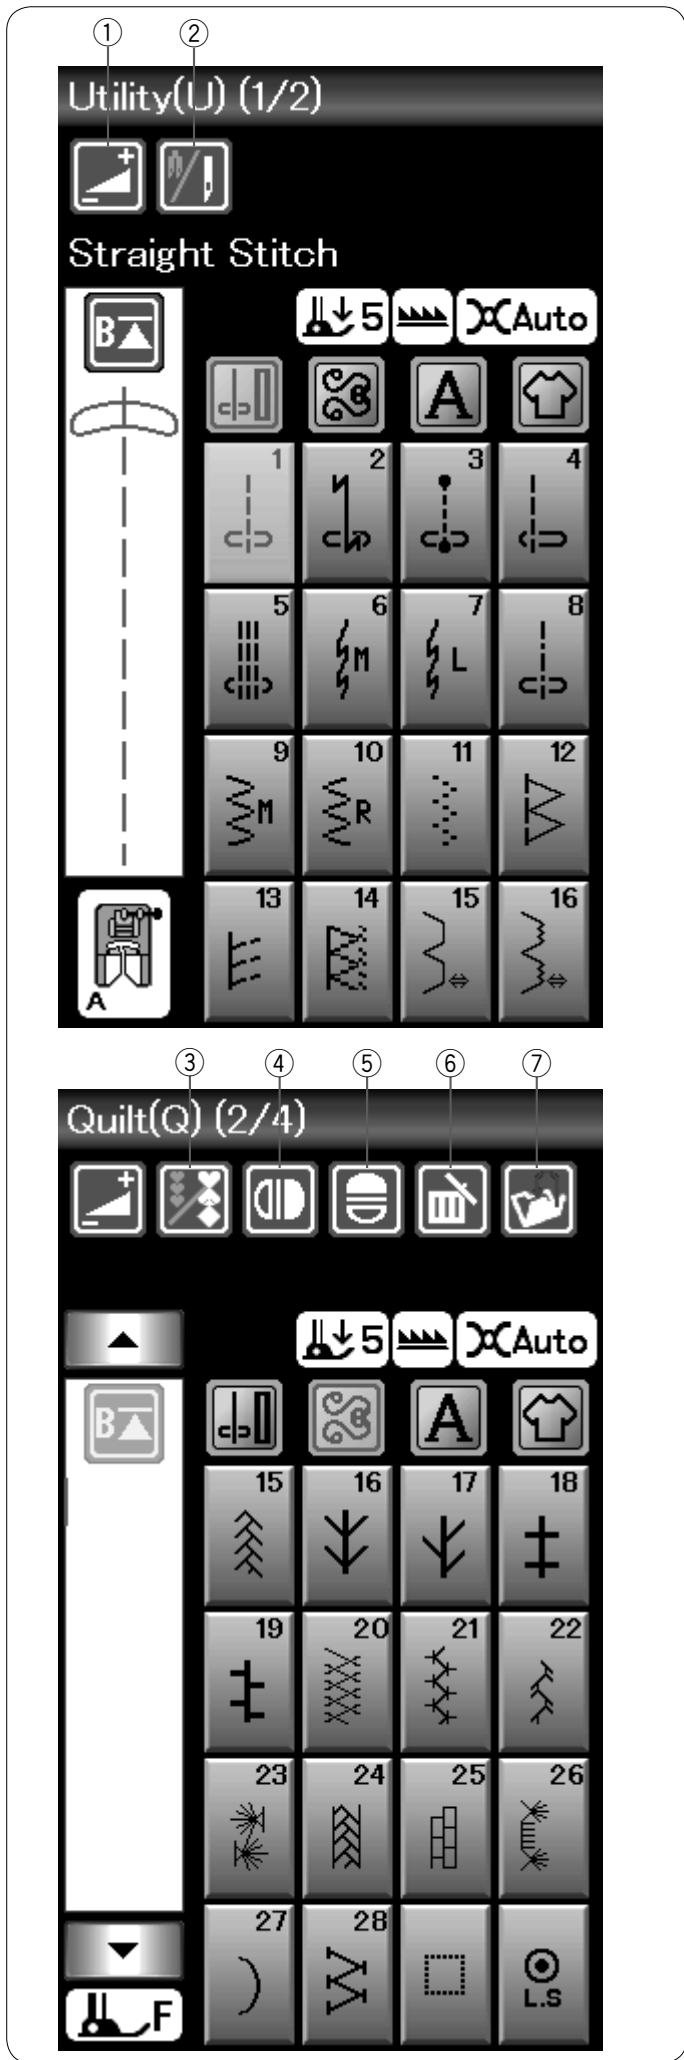 ① ②
Utility(U) (1/2)
Straight Stitch
B 5 Auto
A
1 2 3 4
5 6 7 8
M L
9 10 11 12
M R
13 14 15 16
A
③ ④ ⑤ ⑥ ⑦
Quilt(Q) (2/4)
5 Auto
B A
15 16 17 18
19 20 21 22
23 24 25 26
27 28
L.S
F